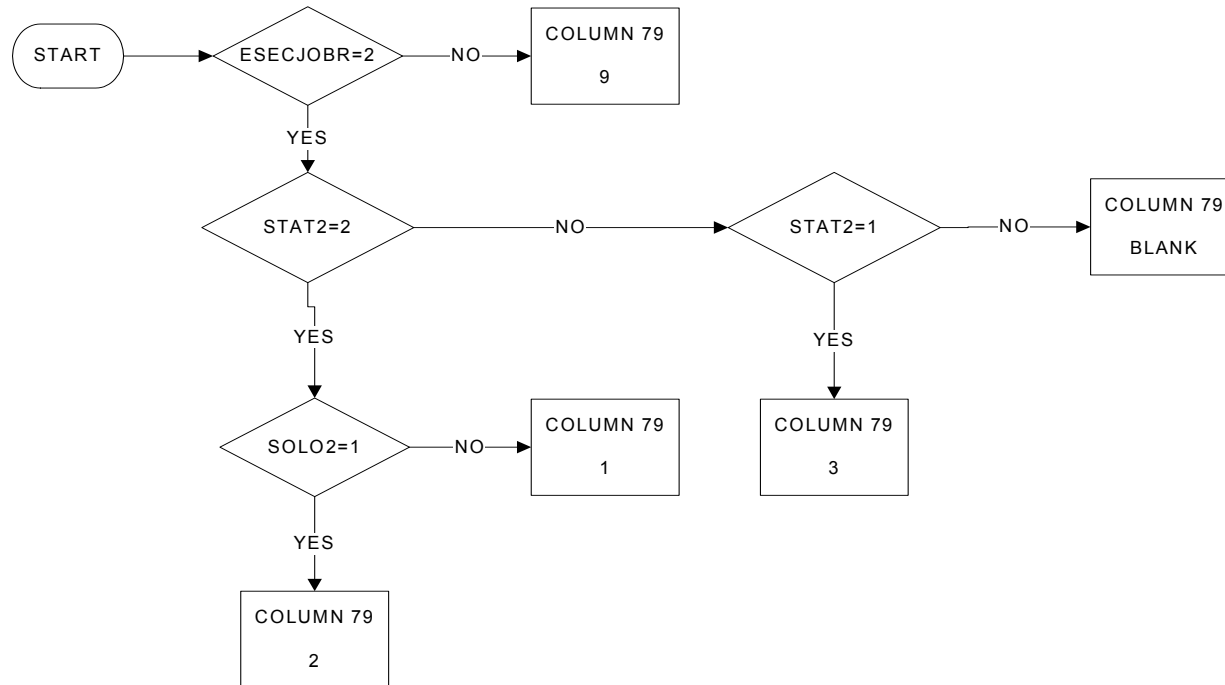 START
ESECJOBR=2
NO
COLUMN 79
9
YES
STAT2=2
NO
STAT2=1
NO
COLUMN 79
BLANK
YES
YES
SOLO2=1
NO
COLUMN 79
1
COLUMN 79
3
YES
COLUMN 79
2